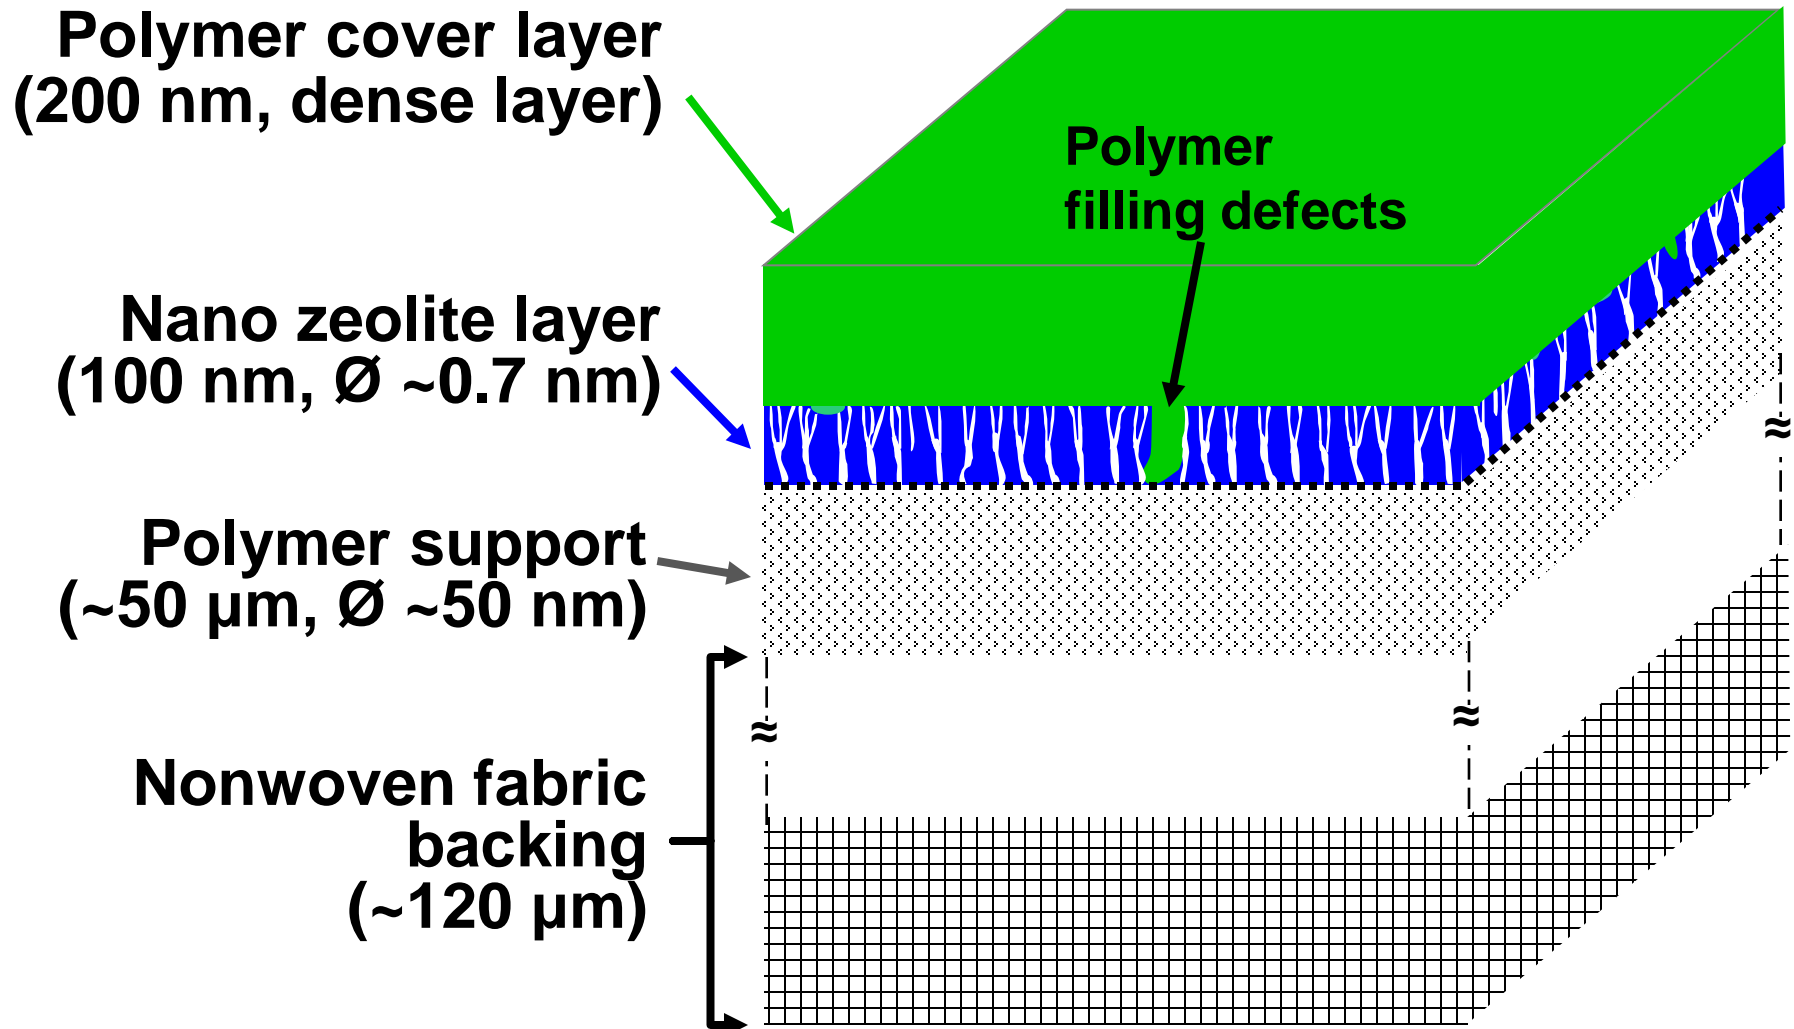 Polymer cover layer
(200 nm, dense layer)
Polymer
filling defects
Nano zeolite layer
(100 nm, Ø ~0.7 nm)
≈
Polymer support
(~50 µm, Ø ~50 nm)
≈
≈
Nonwoven fabric
backing
(~120 µm)